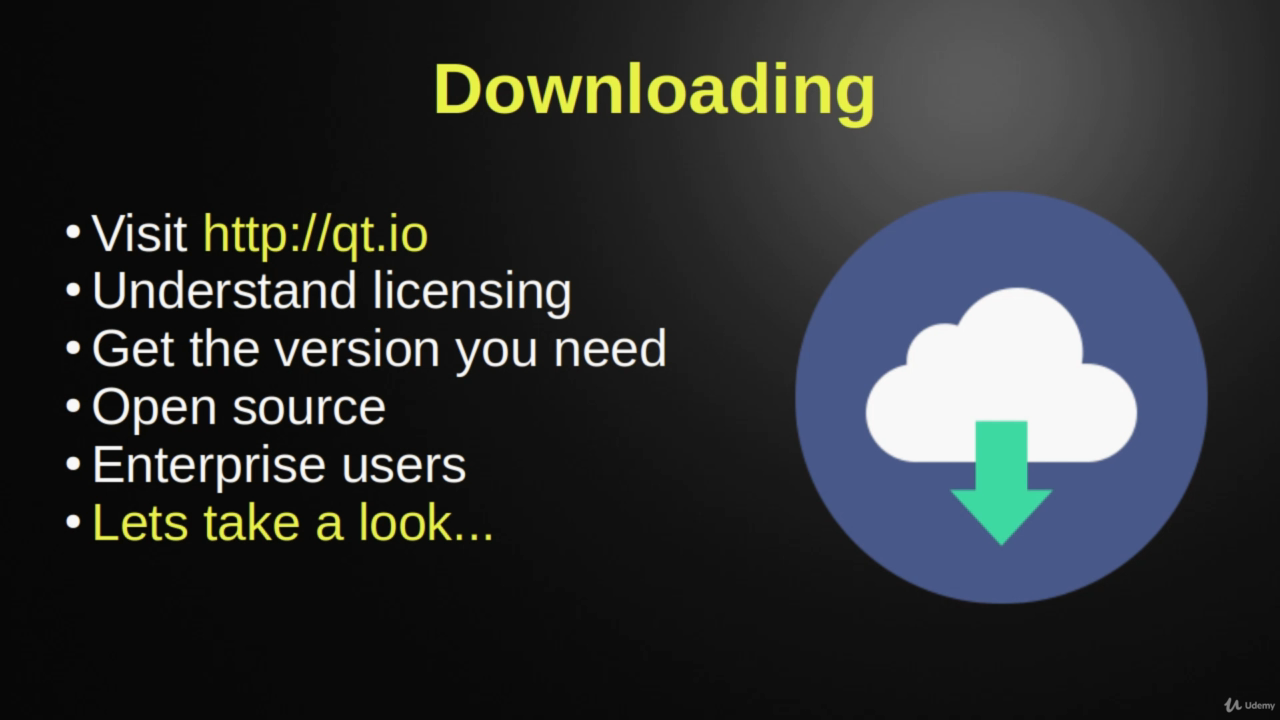 Downloading
• Visit http://qt.io
• Understand licensing
• Get the version you need
• Open source
• Enterprise users
• Lets take a look...
Udemy